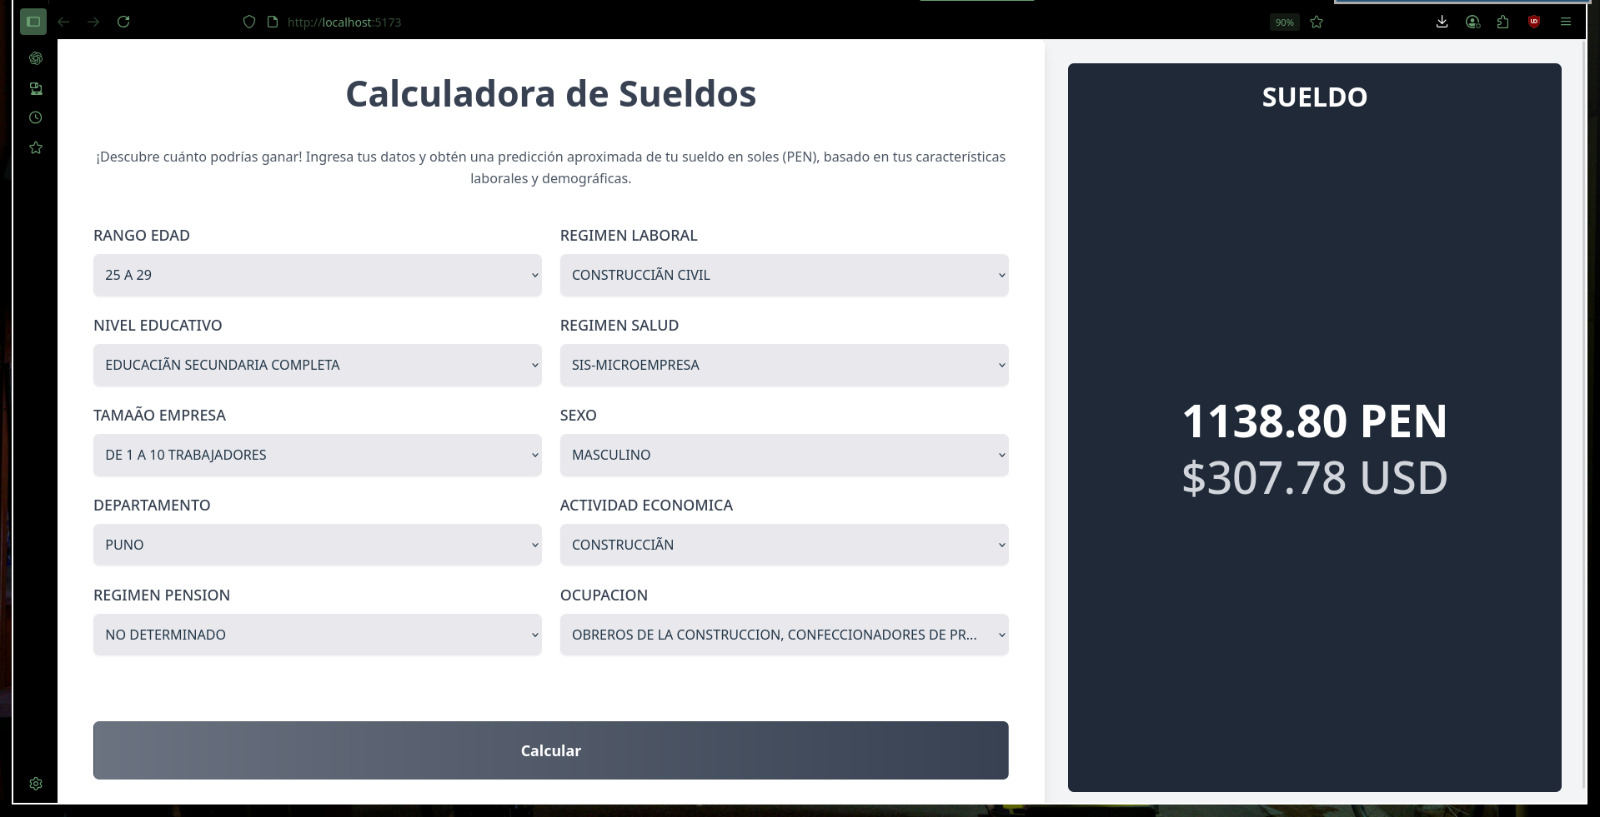 http://localhost:5173
90%
Calculadora de Sueldos
¡Descubre cuánto podrías ganar! Ingresa tus datos y obtén una predicción aproximada de tu sueldo en soles (PEN), basado en tus características
laborales y demográficas.
RANGO EDAD
25 A 29
REGIMEN LABORAL
CONSTRUCCIÃN CIVIL
NIVEL EDUCATIVO
EDUCACIÃN SECUNDARIA COMPLETA
REGIMEN SALUD
SIS-MICROEMPRESA
TAMAÃO EMPRESA
DE 1 A 10 TRABAJADORES
SEXO
MASCULINO
DEPARTAMENTO
PUNO
ACTIVIDAD ECONOMICA
CONSTRUCCIÃN
REGIMEN PENSION
NO DETERMINADO
OCUPACION
OBREROS DE LA CONSTRUCCION, CONFECCIONADORES DE PR...
Calcular
SUELDO
1138.80 PEN
$307.78 USD